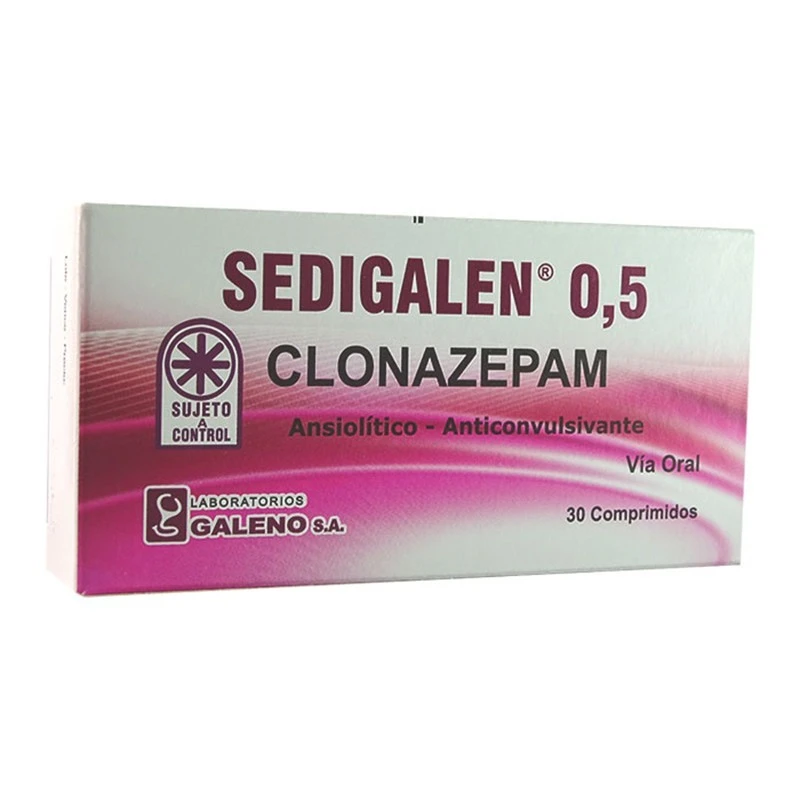 SEDIGALEN® 0,5
CLONAZEPAM
Ansiolítico - Anticonvulsivante
SUJETO
A
CONTROL
Vía Oral
LABORATORIOS
GALENO S.A.
30 Comprimidos